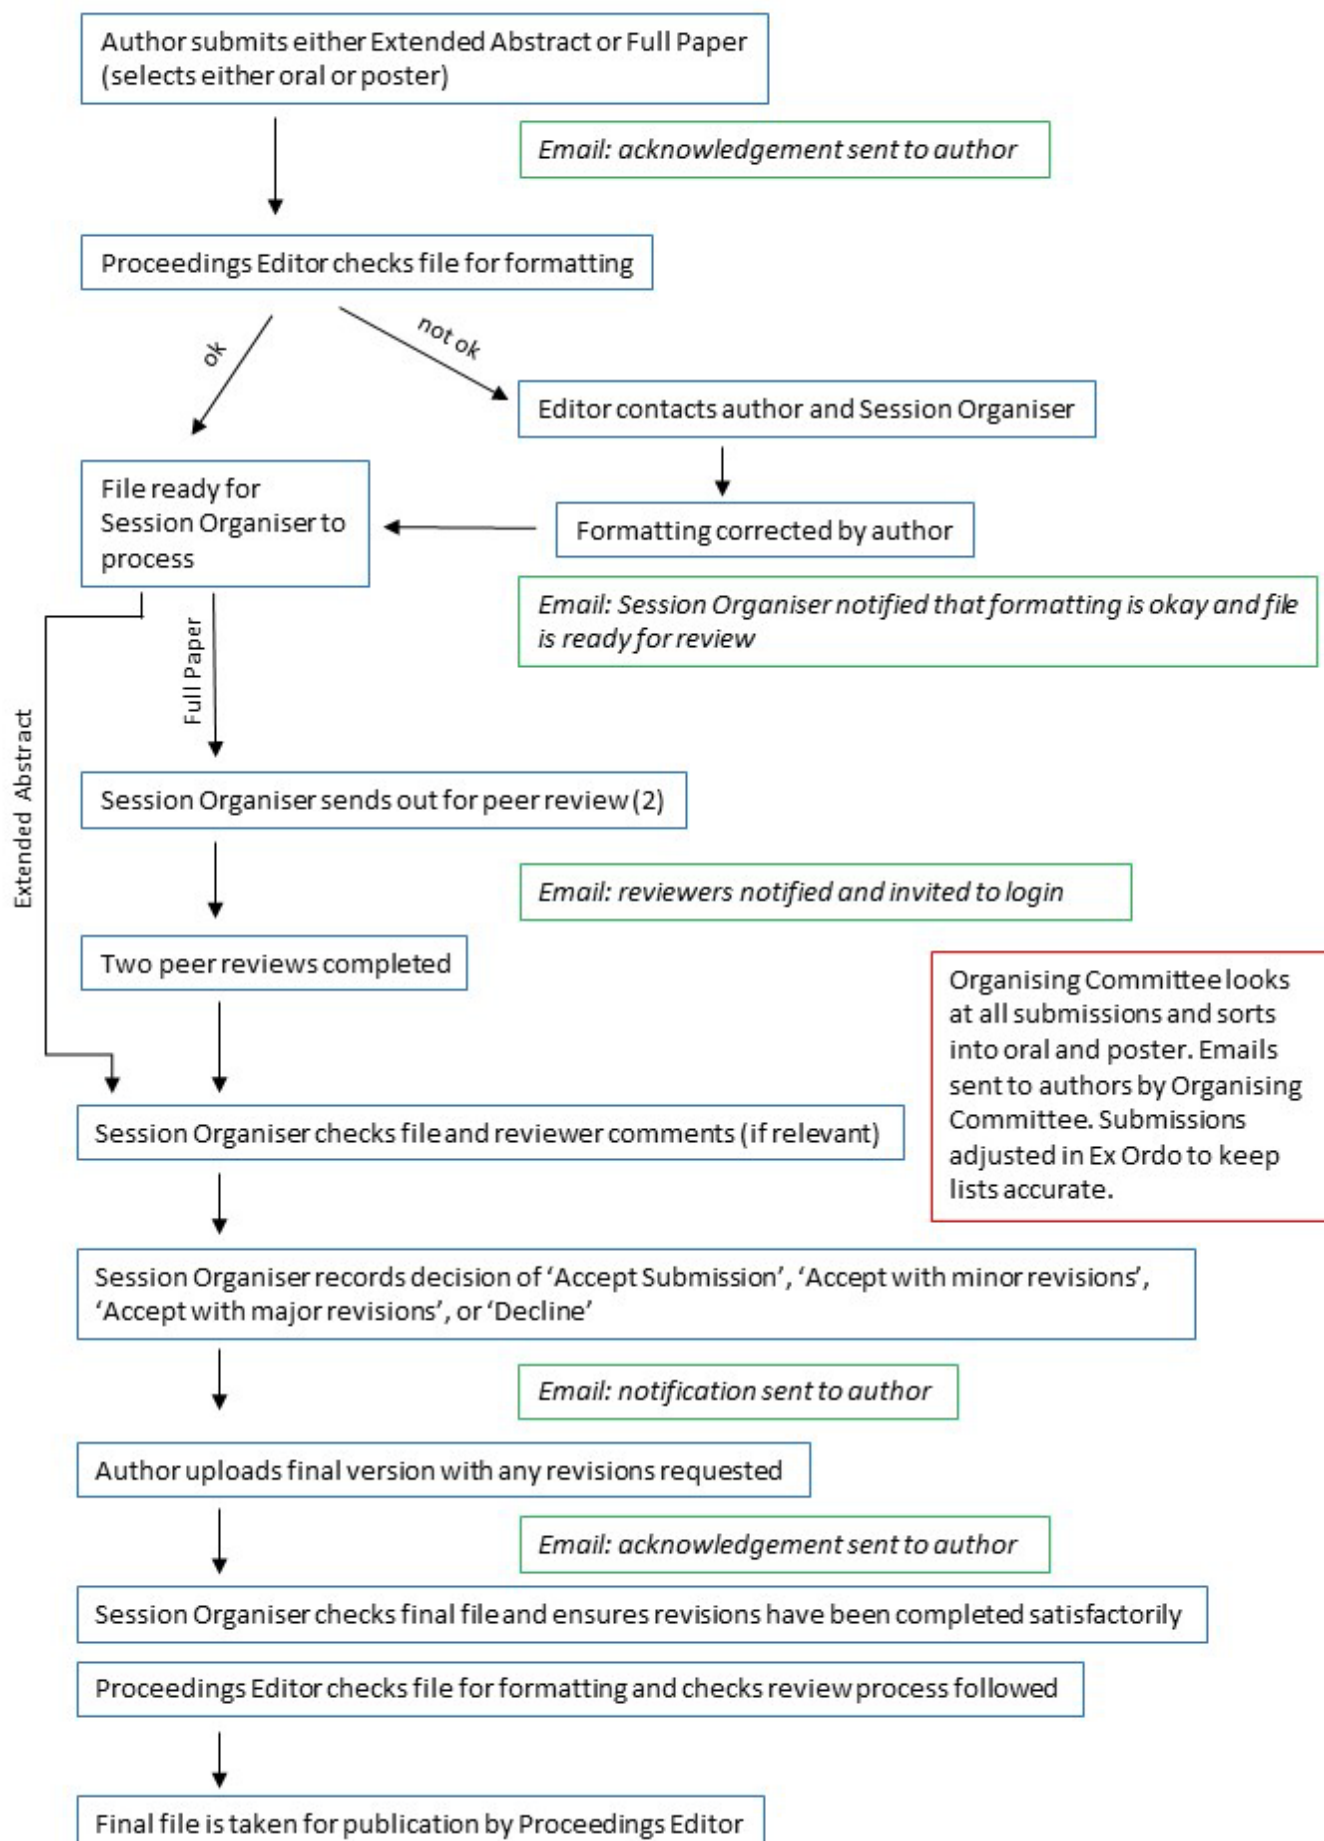 Author submits either Extended Abstract or Full Paper
(selects either oral or poster)
Email: acknowledgement sent to author
Proceedings Editor checks file for formatting
ok
not ok
Editor contacts author and Session Organiser
File ready for
Session Organiser to
process
Formatting corrected by author
Email: Session Organiser notified that formatting is okay and file
is ready for review
Full Paper
Extended Abstract
Session Organiser sends out for peer review (2)
Email: reviewers notified and invited to login
Two peer reviews completed
Organising Committee looks
at all submissions and sorts
into oral and poster. Emails
sent to authors by Organising
Committee. Submissions
adjusted in Ex Ordo to keep
lists accurate.
Session Organiser checks file and reviewer comments (if relevant)
Session Organiser records decision of ‘Accept Submission’, ‘Accept with minor revisions’,
‘Accept with major revisions’, or ‘Decline’
Email: notification sent to author
Author uploads final version with any revisions requested
Email: acknowledgement sent to author
Session Organiser checks final file and ensures revisions have been completed satisfactorily
Proceedings Editor checks file for formatting and checks review process followed
Final file is taken for publication by Proceedings Editor